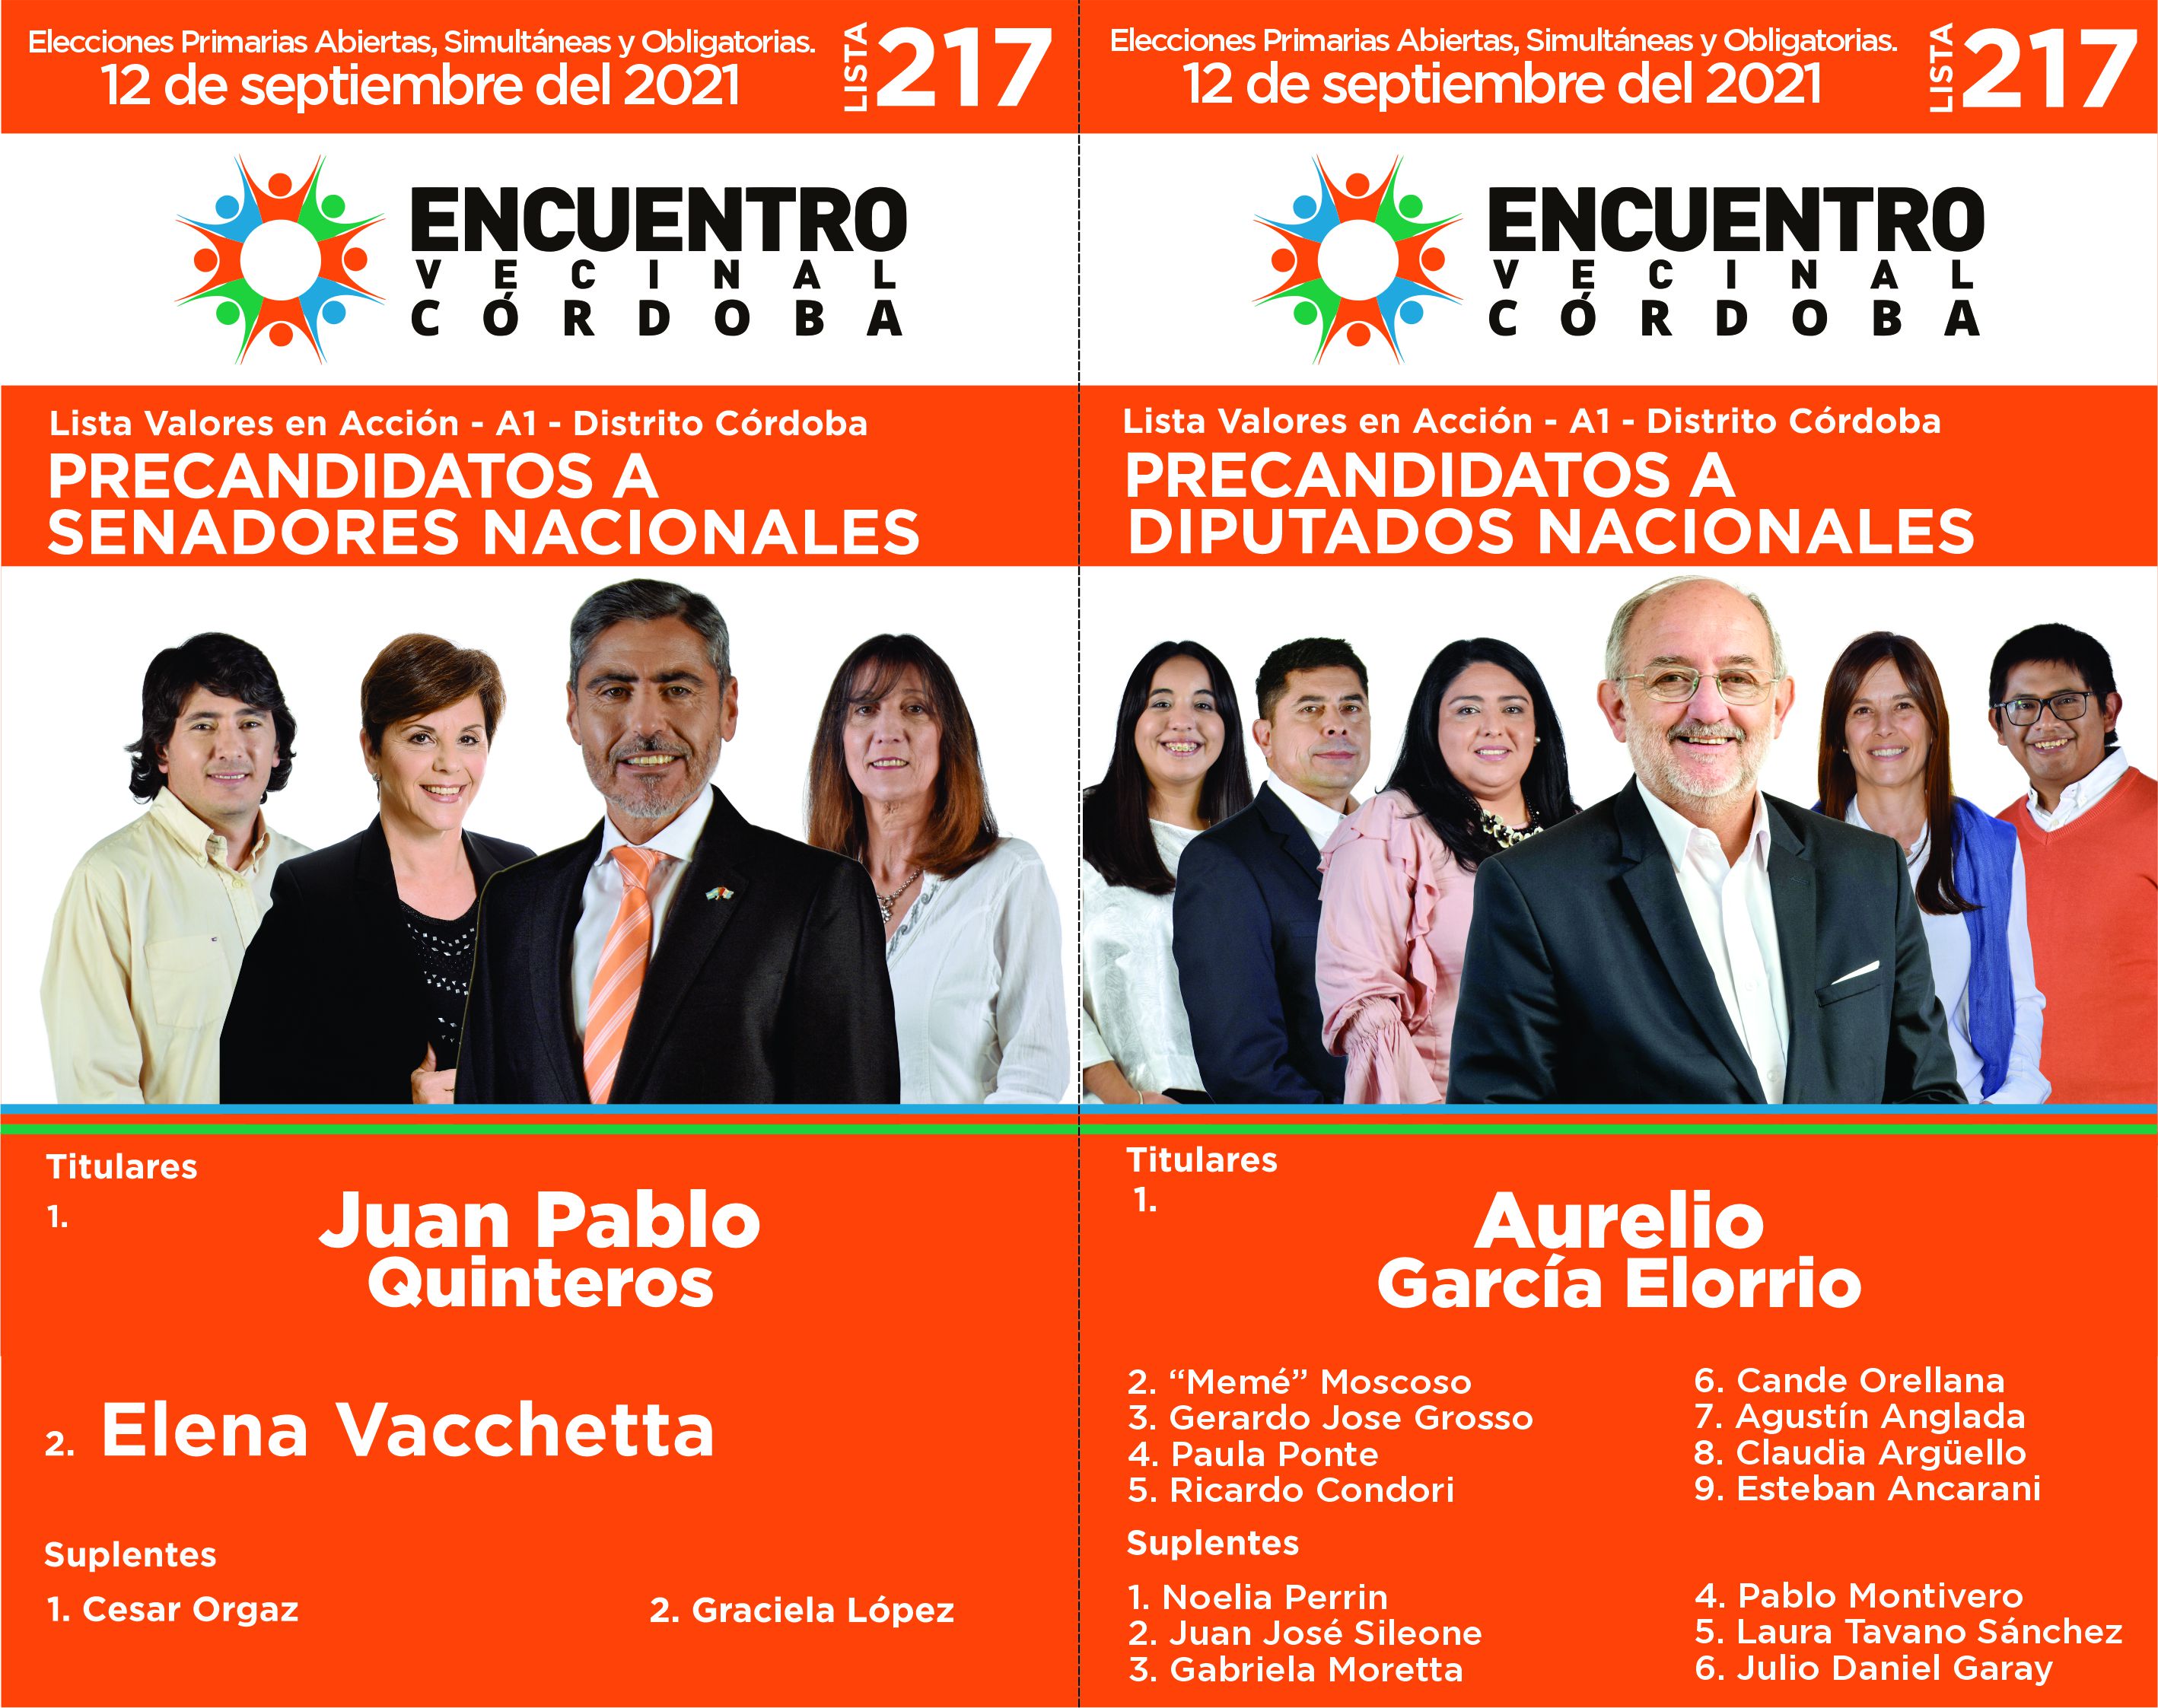 Elecciones Primarias Abiertas, Simultáneas y Obligatorias.
12 de septiembre del 2021
LISTA 217
ENCUENTRO
VECINAL
CÓRDOBA
Lista Valores en Acción - A1 - Distrito Córdoba
PRECANDIDATOS A
SENADORES NACIONALES
Titulares
1.
Juan Pablo
Quinteros
2. Elena Vacchetta
Suplentes
1. Cesar Orgaz
2. Graciela López
Elecciones Primarias Abiertas, Simultáneas y Obligatorias.
12 de septiembre del 2021
LISTA 217
ENCUENTRO
VECINAL
CÓRDOBA
Lista Valores en Acción - A1 - Distrito Córdoba
PRECANDIDATOS A
DIPUTADOS NACIONALES
Titulares
1.
Aurelio
García Elorrio
2. “Memé” Moscoso
3. Gerardo Jose Grosso
4. Paula Ponte
5. Ricardo Condori
6. Cande Orellana
7. Agustín Anglada
8. Claudia Argüello
9. Esteban Ancarani
Suplentes
1. Noelia Perrin
2. Juan José Sileone
3. Gabriela Moretta
4. Pablo Montivero
5. Laura Tavano Sánchez
6. Julio Daniel Garay